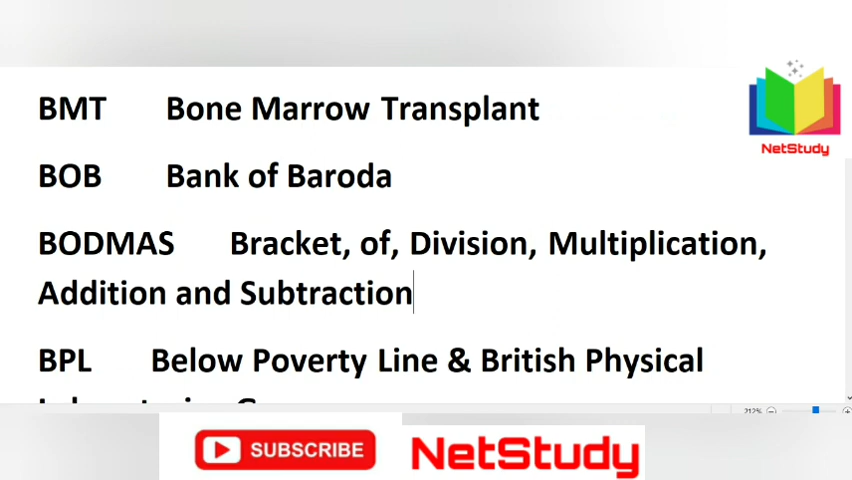 BMT Bone Marrow Transplant
NetStudy
BOB Bank of Baroda
BODMAS Bracket, of, Division, Multiplication,
Addition and Subtraction
BPL Below Poverty Line & British Physical
212%
SUBSCRIBE NetStudy